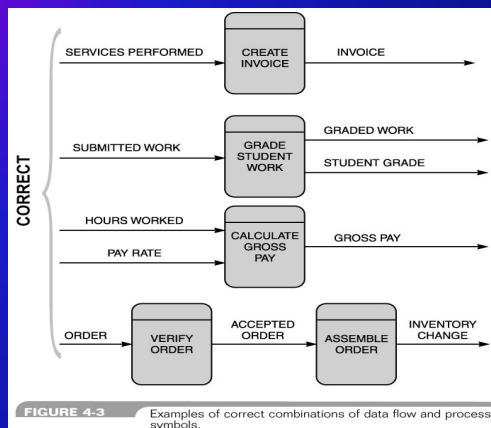 CORRECT
SERVICES PERFORMED
CREATE
INVOICE
INVOICE
SUBMITTED WORK
GRADE
STUDENT
WORK
GRADED WORK
STUDENT GRADE
HOURS WORKED
PAY RATE
CALCULATE
GROSS
PAY
GROSS PAY
ORDER
VERIFY
ORDER
ACCEPTED
ORDER
ASSEMBLE
ORDER
INVENTORY
CHANGE
FIGURE 4-3
Examples of correct combinations of data flow and process
symbols.